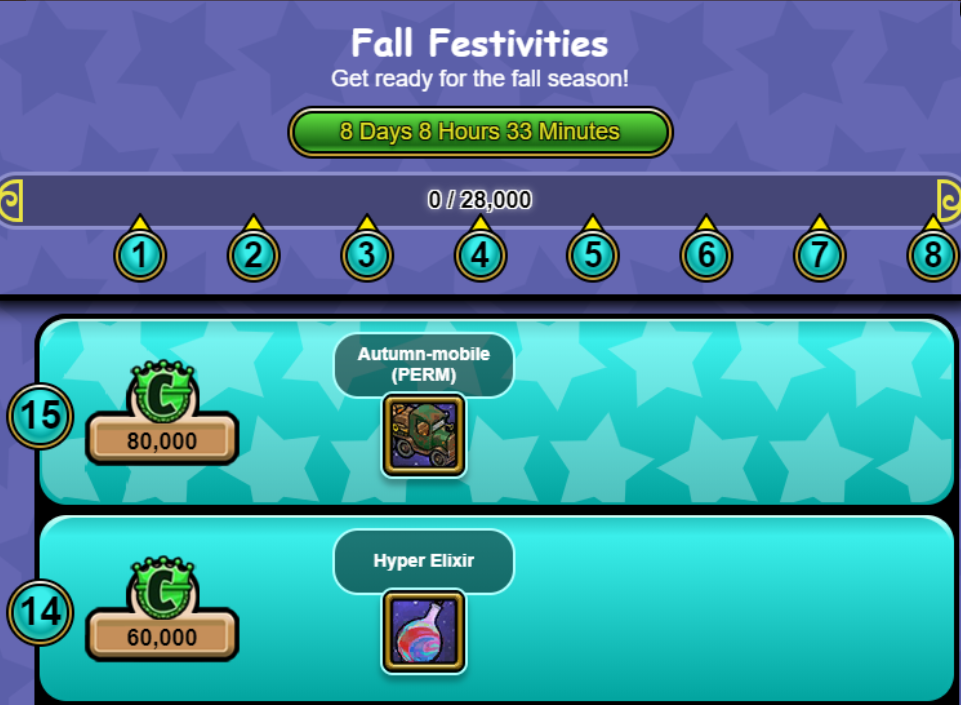 Fall Festivities
Get ready for the fall season!
8 Days 8 Hours 33 Minutes
0 / 28,000
1 2 3 4 5 6 7 8
Autumn-mobile
(PERM)
15
C
80,000
Hyper Elixir
14
C
60,000